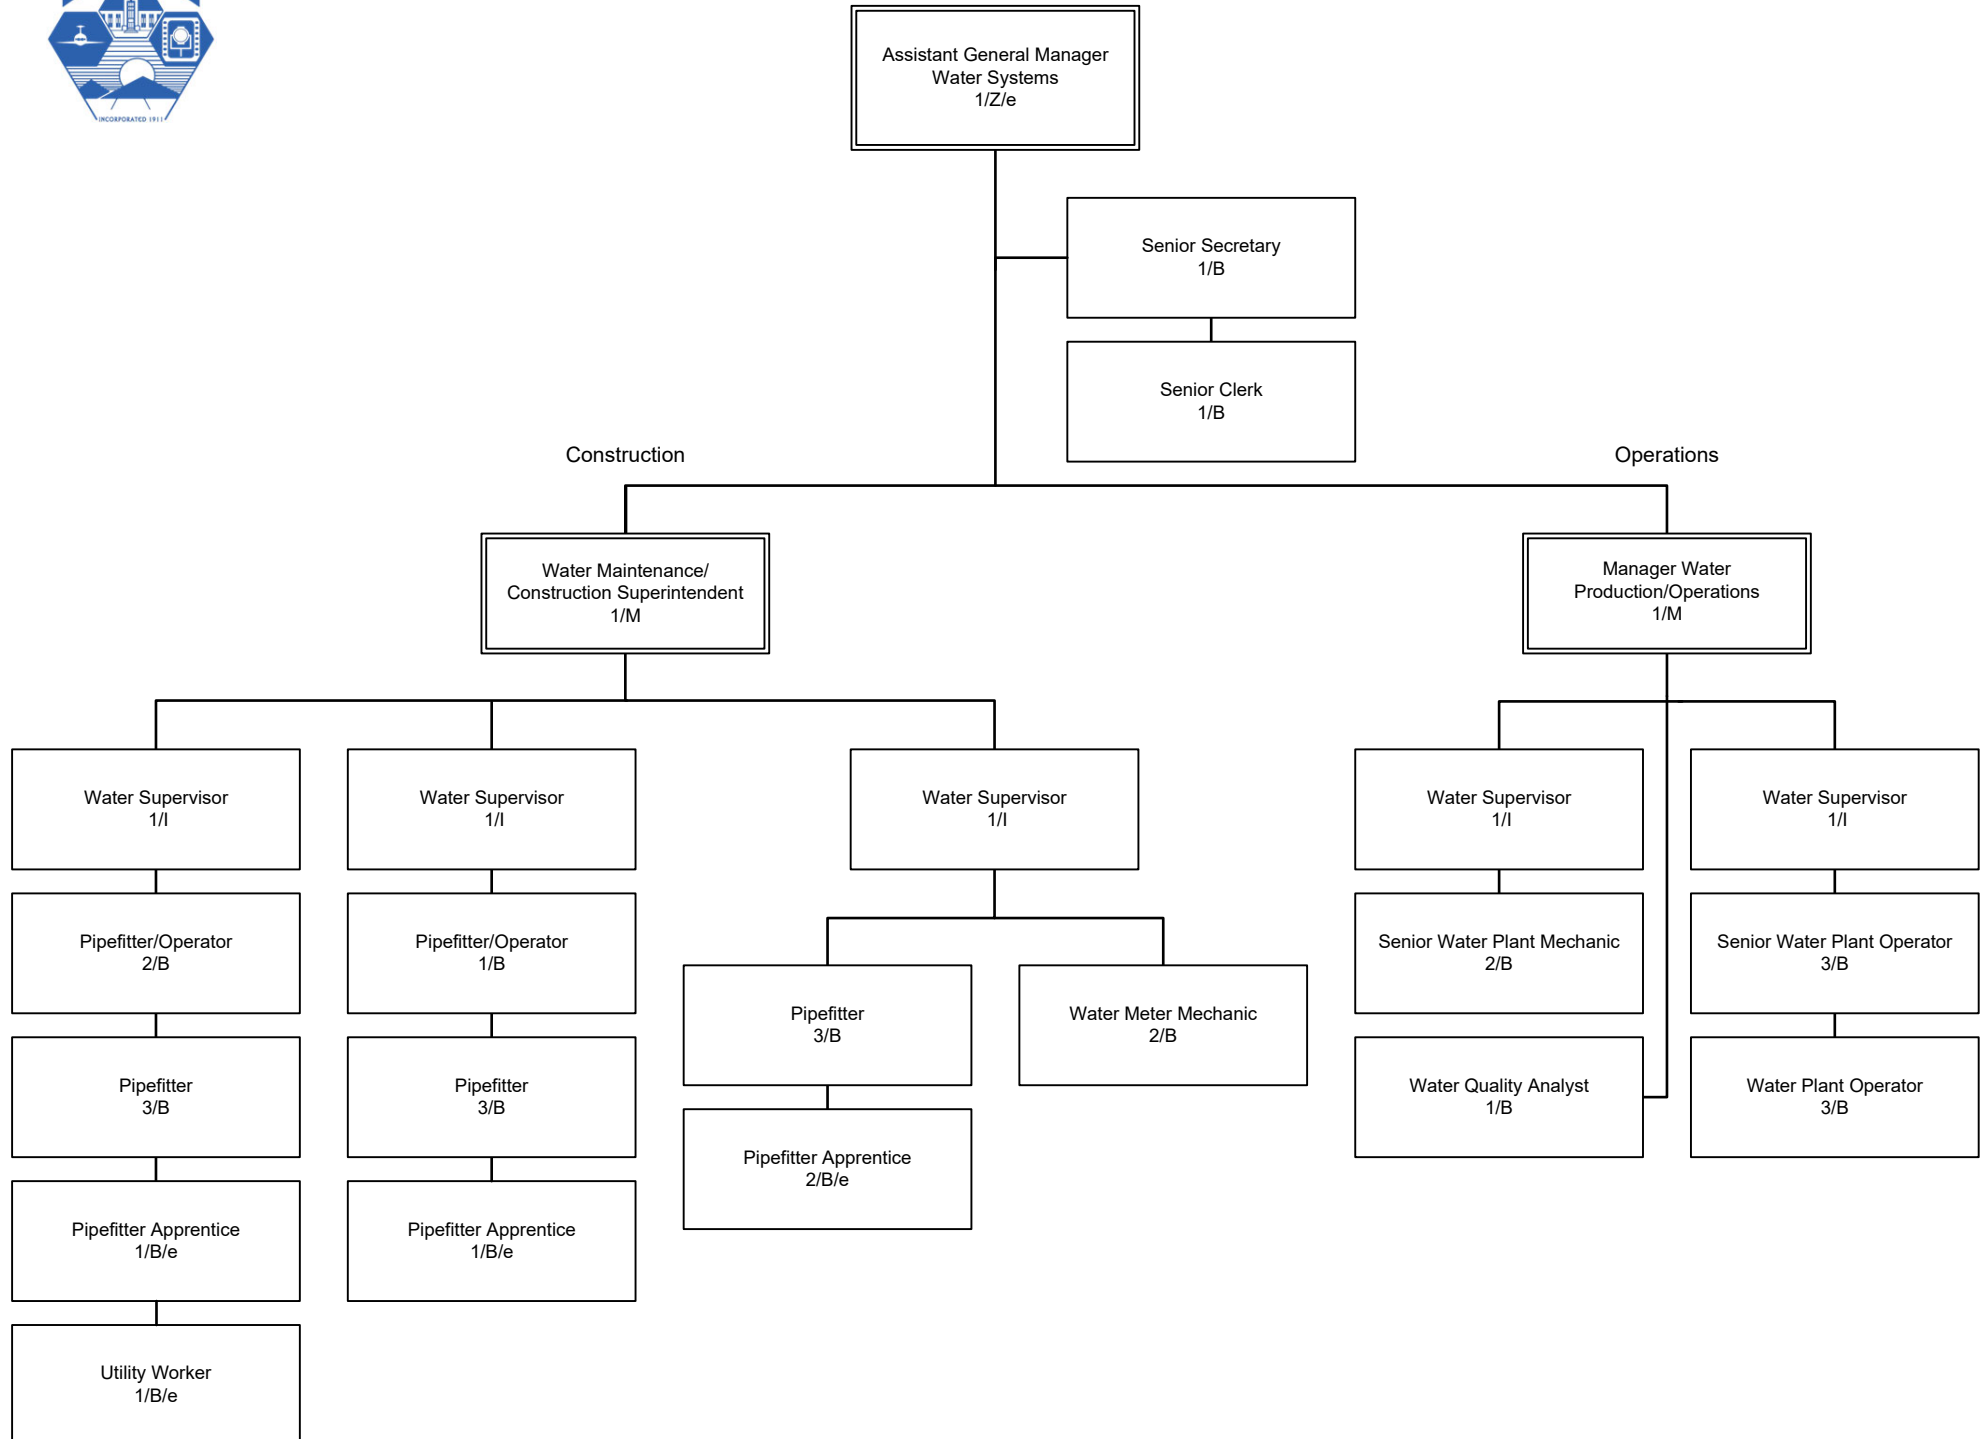 INCORPORATED 1911
Assistant General Manager
Water Systems
1/Z/e
Senior Secretary
1/B
Senior Clerk
1/B
Construction
Operations
Water Maintenance/
Construction Superintendent
1/M
Manager Water
Production/Operations
1/M
Water Supervisor
1/I
Water Supervisor
1/I
Water Supervisor
1/I
Water Supervisor
1/I
Water Supervisor
1/I
Pipefitter/Operator
2/B
Pipefitter/Operator
1/B
Senior Water Plant Mechanic
2/B
Senior Water Plant Operator
3/B
Pipefitter
3/B
Water Meter Mechanic
2/B
Pipefitter
3/B
Pipefitter
3/B
Water Quality Analyst
1/B
Water Plant Operator
3/B
Pipefitter Apprentice
2/B/e
Pipefitter Apprentice
1/B/e
Pipefitter Apprentice
1/B/e
Utility Worker
1/B/e